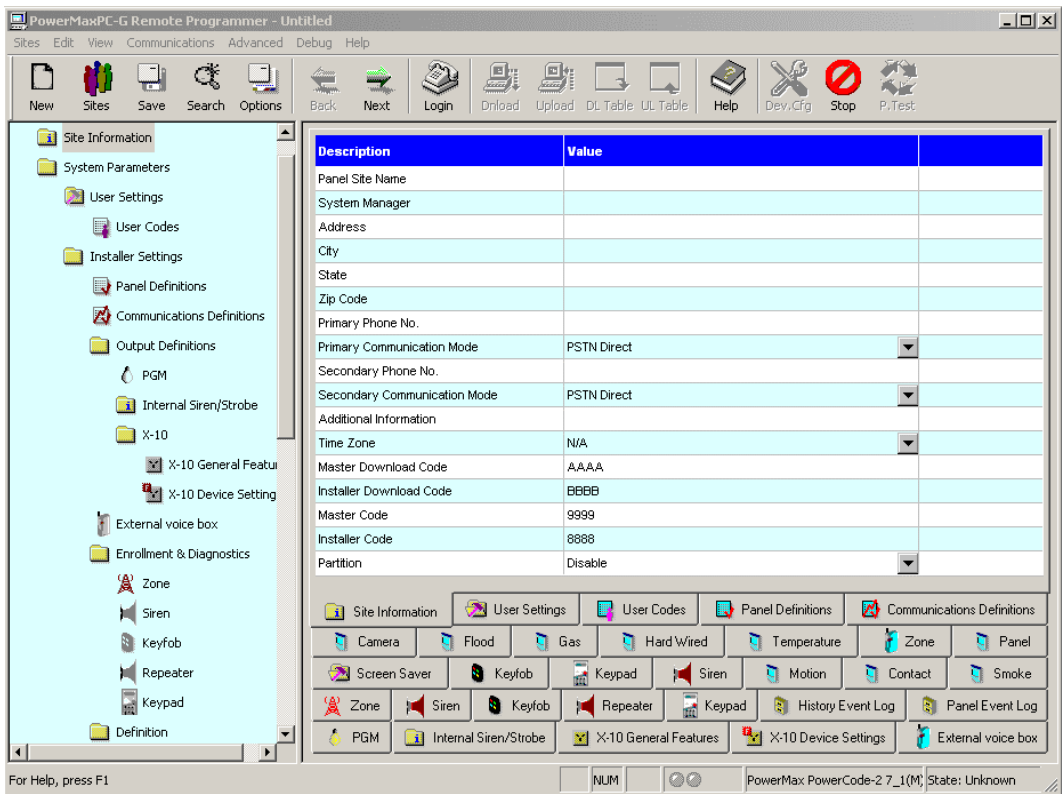 PowerMaxPC-G Remote Programmer - Untitled
Sites Edit View Communications Advanced Debug Help
New Sites Save Search Options Back Next Login Dnload Upload DL Table UL Table Help Dev.Cfg Stop P.Test
Site Information
System Parameters
User Settings
User Codes
Installer Settings
Panel Definitions
Communications Definitions
Output Definitions
PGM
Internal Siren/Strobe
X-10
X-10 General Featur
X-10 Device Setting
External voice box
Enrollment & Diagnostics
Zone
Siren
Keyfob
Repeater
Keypad
Definition
Description Value
Panel Site Name
System Manager
Address
City
State
Zip Code
Primary Phone No.
Primary Communication Mode PSTN Direct
Secondary Phone No.
Secondary Communication Mode PSTN Direct
Additional Information
Time Zone N/A
Master Download Code AAAA
Installer Download Code BBBB
Master Code 9999
Installer Code 8888
Partition Disable
Site Information User Settings User Codes Panel Definitions Communications Definitions
Camera Flood Gas Hard Wired Temperature Zone Panel
Screen Saver Keyfob Keypad Siren Motion Contact Smoke
Zone Siren Keyfob Repeater Keypad History Event Log Panel Event Log
PGM Internal Siren/Strobe X-10 General Features X-10 Device Settings External voice box
For Help, press F1 NUM PowerMax PowerCode-2 7_1(M) State: Unknown